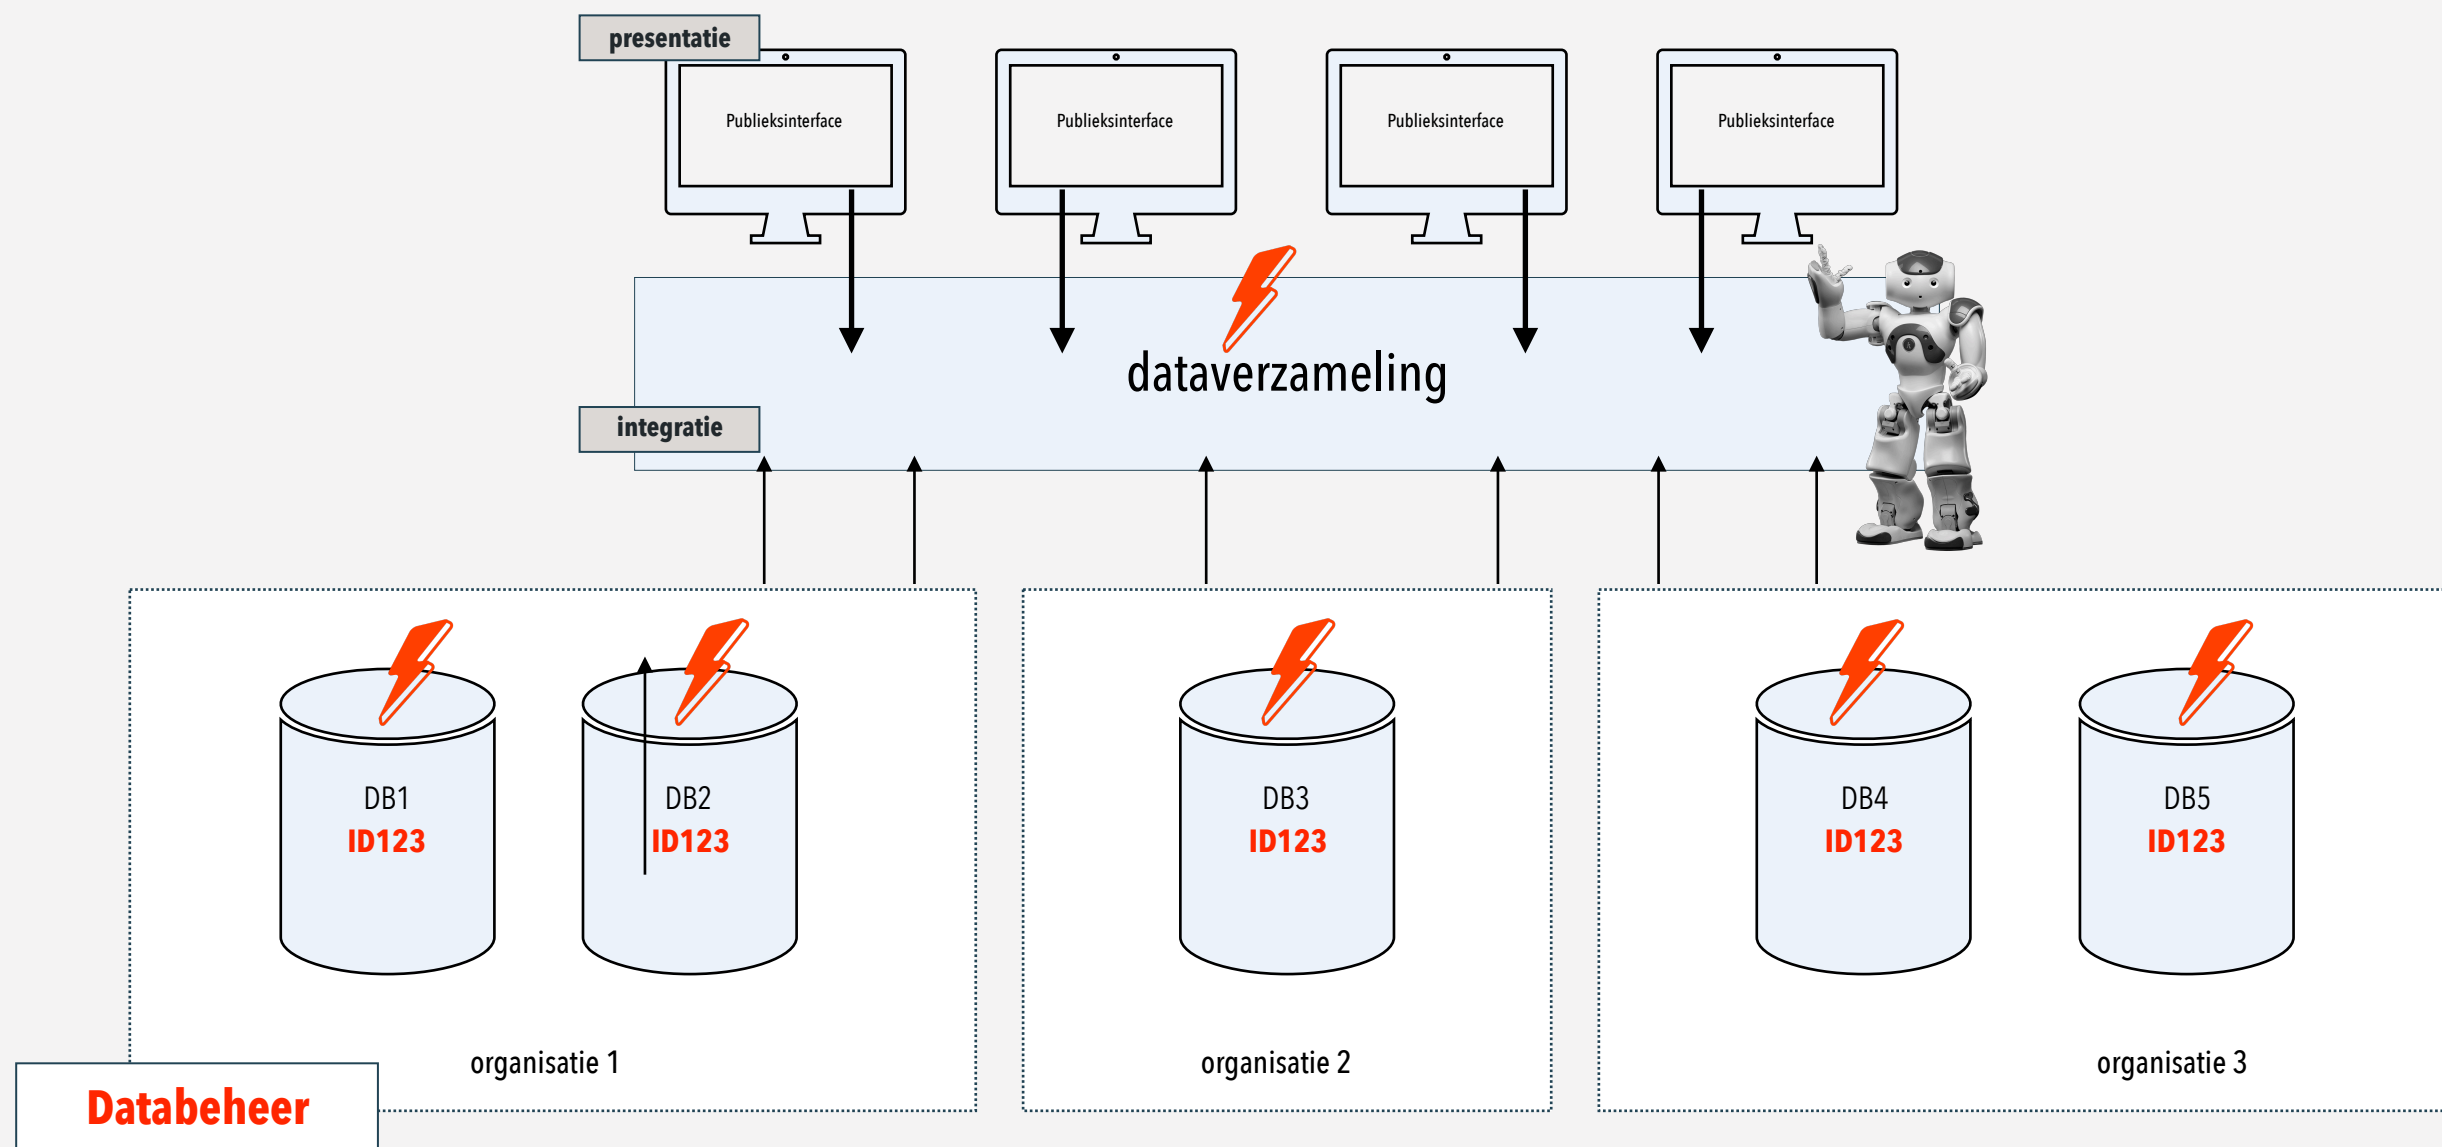 presentatie
Publieksinterface
Publieksinterface
Publieksinterface
Publieksinterface
dataverzameling
integratie
DB1
ID123
DB2
ID123
DB3
ID123
DB4
ID123
DB5
ID123
organisatie 1
organisatie 2
organisatie 3
Databeheer